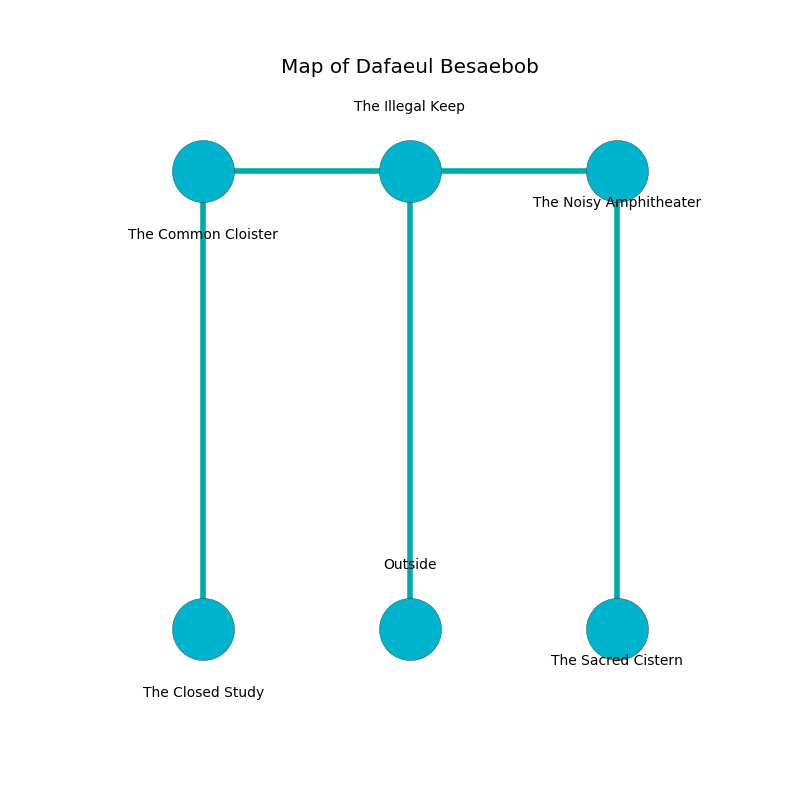 Map of Dafaeul Besaebob
The Illegal Keep
The Noisy Amphitheater
The Common Cloister
Outside
The Sacred Cistern
The Closed Study